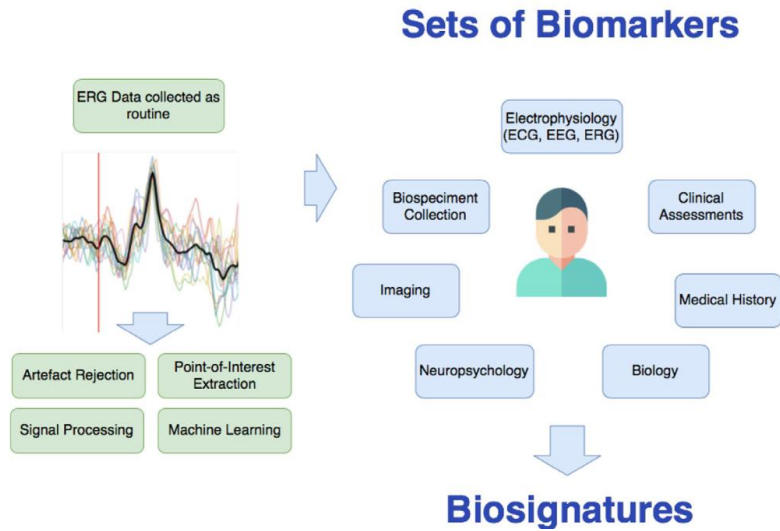 Sets of Biomarkers
ERG Data collected as
routine
Electrophysiology
(ECG, EEG, ERG)
Biospeciment
Collection
Clinical
Assessments
Imaging
Medical History
Neuropsychology
Biology
Artefact Rejection
Point-of-Interest
Extraction
Signal Processing
Machine Learning
Biosignatures